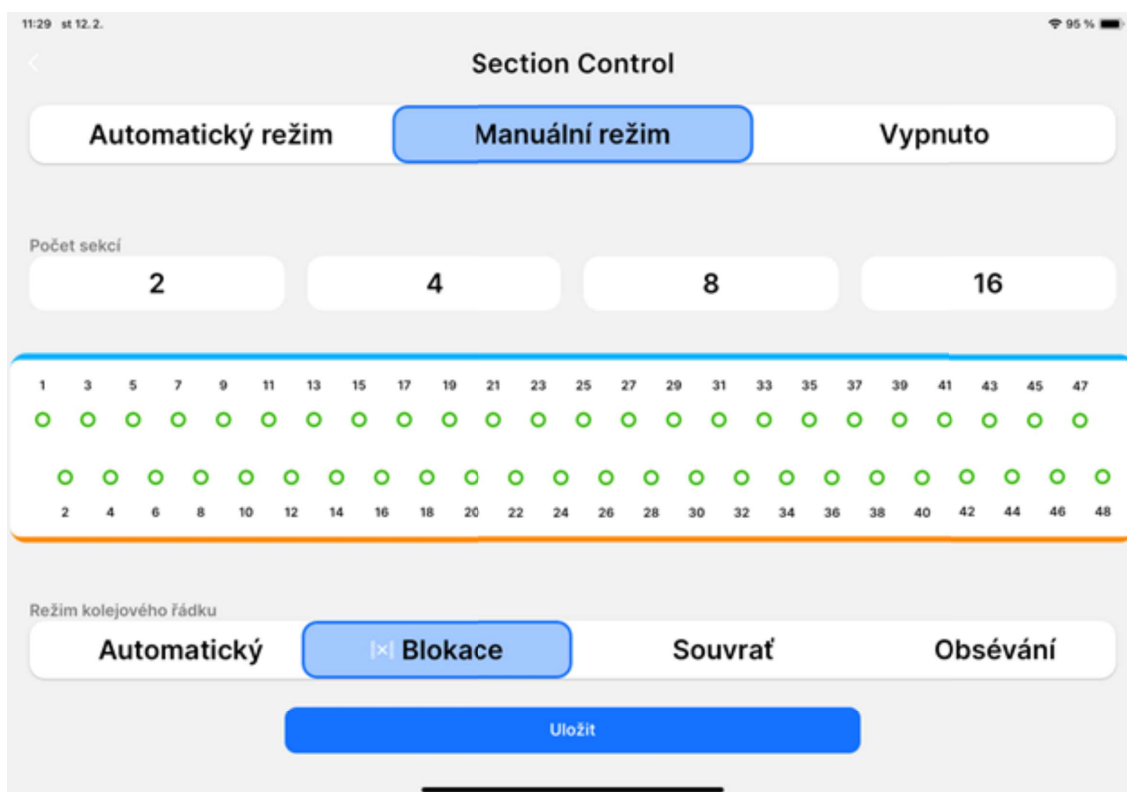 11:29 st 12. 2.
95 %
Section Control
Automatický režim Manuální režim Vypnuto
Počet sekcí
2 4 8 16
1 3 5 7 9 11 13 15 17 19 21 23 25 27 29 31 33 35 37 39 41 43 45 47
2 4 6 8 10 12 14 16 18 20 22 24 26 28 30 32 34 36 38 40 42 44 46 48
Režim kolejového řádku
Automatický Blokace Souvrať Obsévání
Uložit